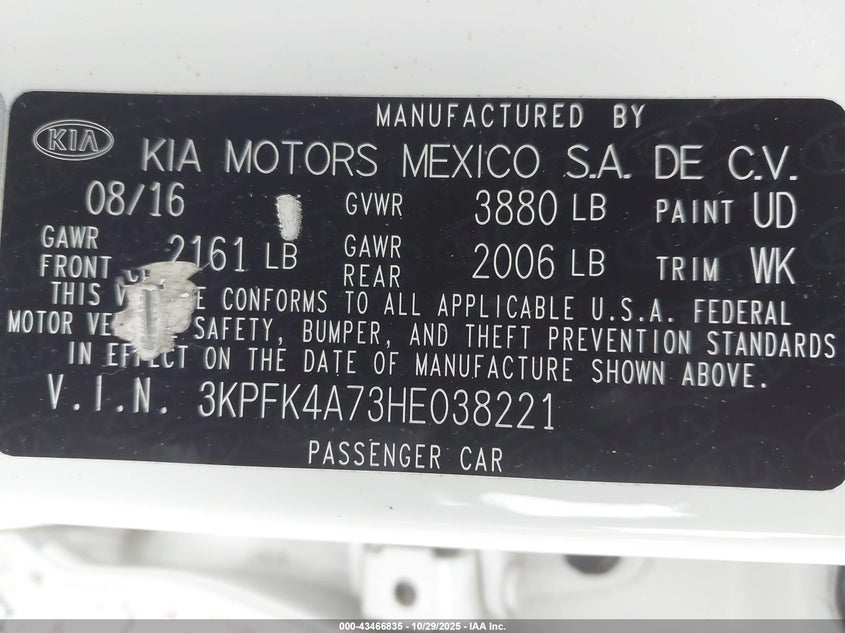 MANUFACTURED BY
KIA
KIA MOTORS MEXICO S.A. DE C.V.
08/16 GVWR 3880 LB PAINT UD
GAWR FRONT 2161 LB GAWR REAR 2006 LB TRIM WK
THIS CONFORMS TO ALL APPLICABLE U.S.A. FEDERAL
MOTOR SAFETY, BUMPER, AND THEFT PREVENTION STANDARDS
IN EFFECT ON THE DATE OF MANUFACTURE SHOWN ABOVE.
V.I.N. 3KPFK4A73HE038221
PASSENGER CAR
000-43466835 - 10/29/2025 - IAA Inc.